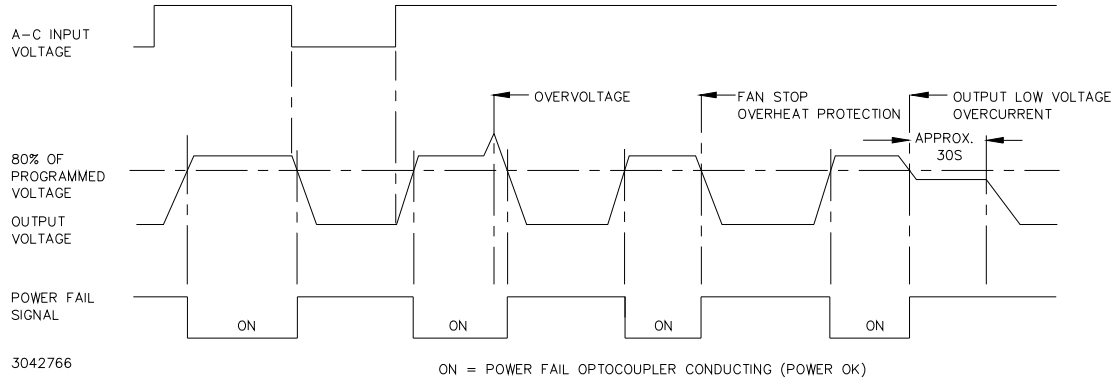 A-C INPUT
VOLTAGE
OVERVOLTAGE
FAN STOP
OVERHEAT PROTECTION
OUTPUT LOW VOLTAGE
OVERCURRENT
APPROX.
30S
80% OF
PROGRAMMED
VOLTAGE
OUTPUT
VOLTAGE
POWER FAIL
SIGNAL
ON
ON
ON
ON
3042766
ON = POWER FAIL OPTOCOUPLER CONDUCTING (POWER OK)